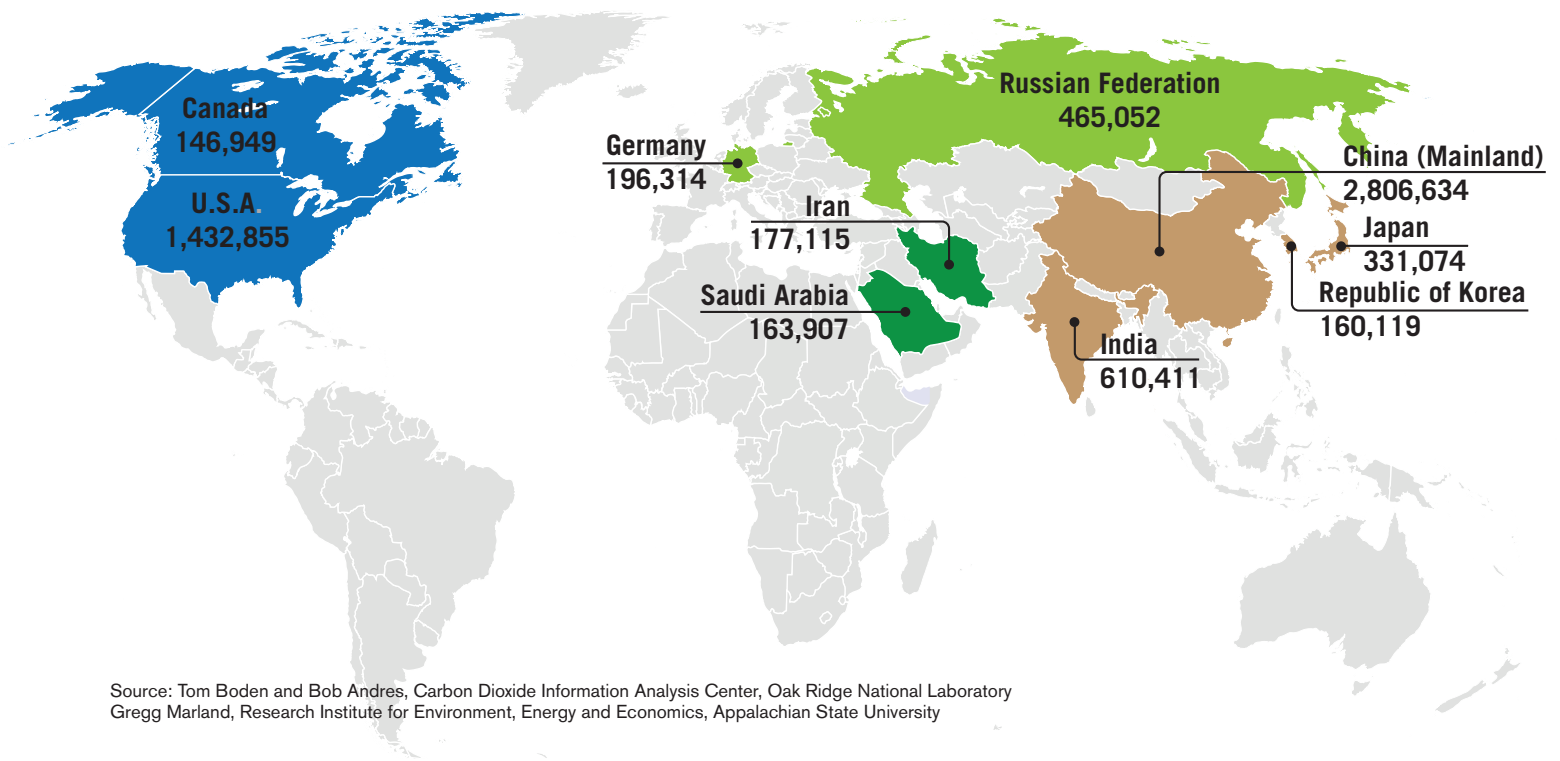 Canada
146,949
U.S.A.
1,432,855
Germany
196,314
Iran
177,115
Saudi Arabia
163,907
Russian Federation
465,052
China (Mainland)
2,806,634
Japan
331,074
Republic of Korea
160,119
India
610,411
Source: Tom Boden and Bob Andres, Carbon Dioxide Information Analysis Center, Oak Ridge National Laboratory
Gregg Marland, Research Institute for Environment, Energy and Economics, Appalachian State University